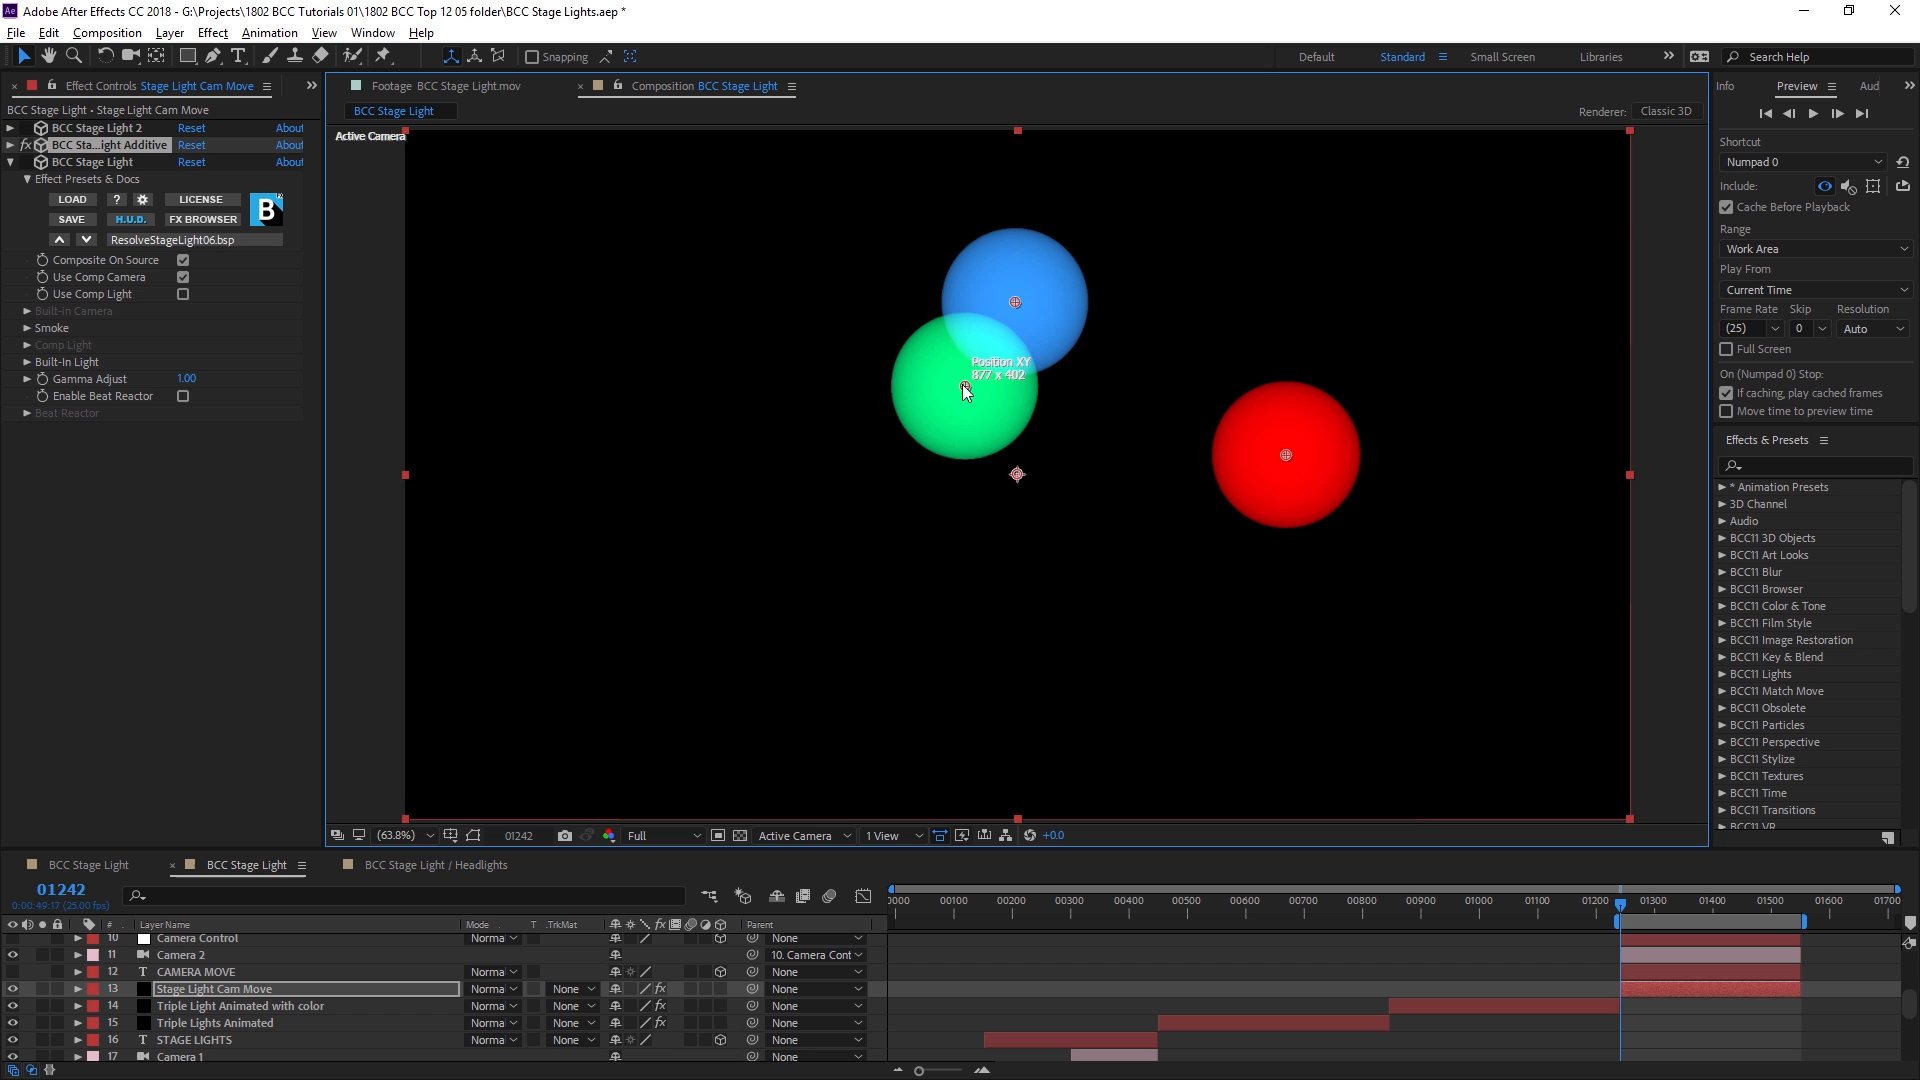 Ae Adobe After Effects CC 2018 - G:\Projects\1802 BCC Tutorials 01\1802 BCC Top 12 05 folder\BCC Stage Lights.aep *
File Edit Composition Layer Effect Animation View Window Help
Snapping Default Standard Small Screen Libraries Search Help
Effect Controls Stage Light Cam Move
Footage BCC Stage Light.mov
Composition BCC Stage Light
Info Preview Aud
BCC Stage Light • Stage Light Cam Move
BCC Stage Light
Renderer: Classic 3D
BCC Stage Light 2 Reset About
fx BCC Sta...ight Additive Reset About
BCC Stage Light Reset About
Effect Presets & Docs
LOAD ? LICENSE
SAVE H.U.D. FX BROWSER
B
ResolveStageLight06.bsp
Composite On Source
Use Comp Camera
Use Comp Light
Built-in Camera
Smoke
Comp Light
Built-In Light
Gamma Adjust 1.00
Enable Beat Reactor
Beat Reactor
Active Camera
Position XY
877 x 402
Shortcut
Numpad 0
Include:
Cache Before Playback
Range
Work Area
Play From
Current Time
Frame Rate Skip Resolution
(25) 0 Auto
Full Screen
On (Numpad 0) Stop:
If caching, play cached frames
Move time to preview time
Effects & Presets
* Animation Presets
3D Channel
Audio
BCC11 3D Objects
BCC11 Art Looks
BCC11 Blur
BCC11 Browser
BCC11 Color & Tone
BCC11 Film Style
BCC11 Image Restoration
BCC11 Key & Blend
BCC11 Lights
BCC11 Match Move
BCC11 Obsolete
BCC11 Particles
BCC11 Perspective
BCC11 Stylize
BCC11 Textures
BCC11 Time
BCC11 Transitions
BCC11 VR
(63.8%) 01242 Full Active Camera 1 View +0.0
BCC Stage Light BCC Stage Light BCC Stage Light / Headlights
01242
0:00:49:17 (25.00 fps)
0000 00100 00200 00300 00400 00500 00600 00700 00800 00900 01000 01100 01200 01300 01400 01500 01600 01700
# Layer Name Mode T .TrkMat fx Parent
10 Camera Control Norma None
11 Camera 2 10. Camera Cont
12 T CAMERA MOVE Norma None
13 Stage Light Cam Move Norma None fx None
14 Triple Light Animated with color Norma None fx None
15 Triple Lights Animated Norma None fx None
16 T STAGE LIGHTS Norma None None
17 Camera 1 None